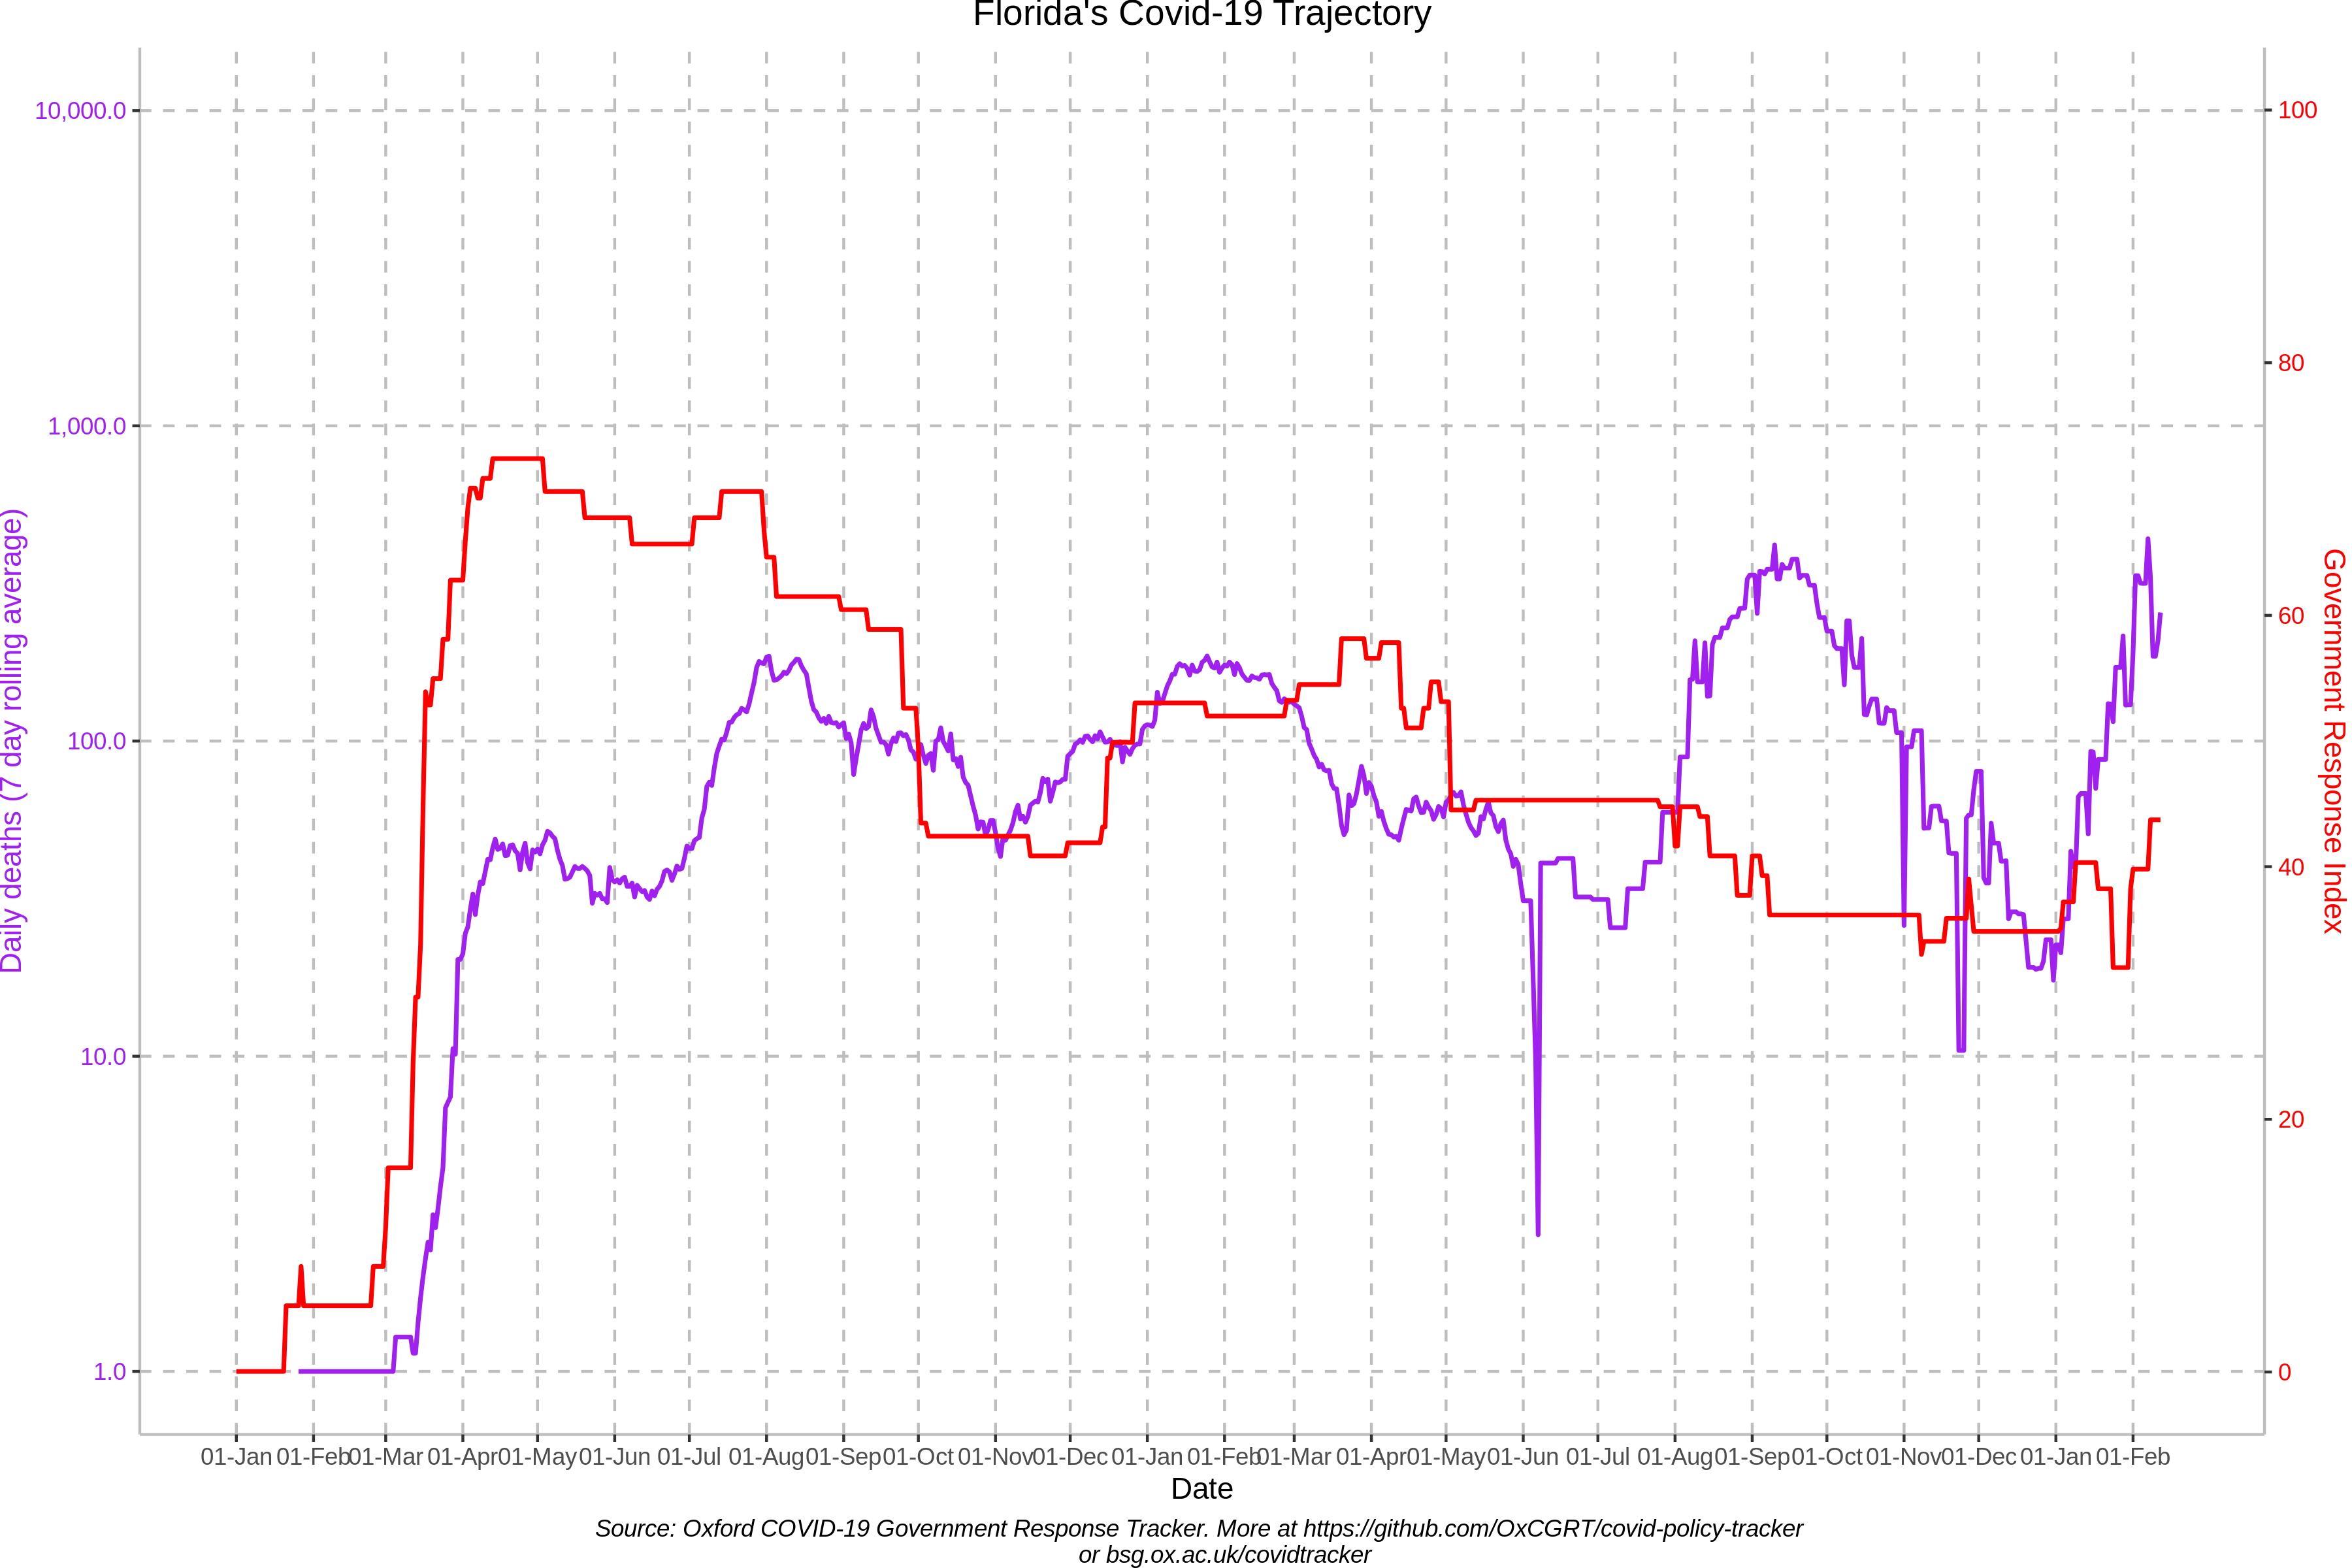 Florida's Covid-19 Trajectory
10,000.0
1,000.0
100.0
10.0
1.0
Daily deaths (7 day rolling average)
100
80
60
40
20
0
Government Response Index
01-Jan 01-Feb 01-Mar 01-Apr 01-May 01-Jun 01-Jul 01-Aug 01-Sep 01-Oct 01-Nov 01-Dec 01-Jan 01-Feb 01-Mar 01-Apr 01-May 01-Jun 01-Jul 01-Aug 01-Sep 01-Oct 01-Nov 01-Dec 01-Jan 01-Feb
Date
Source: Oxford COVID-19 Government Response Tracker. More at https://github.com/OxCGRT/covid-policy-tracker
or bsg.ox.ac.uk/covidtracker